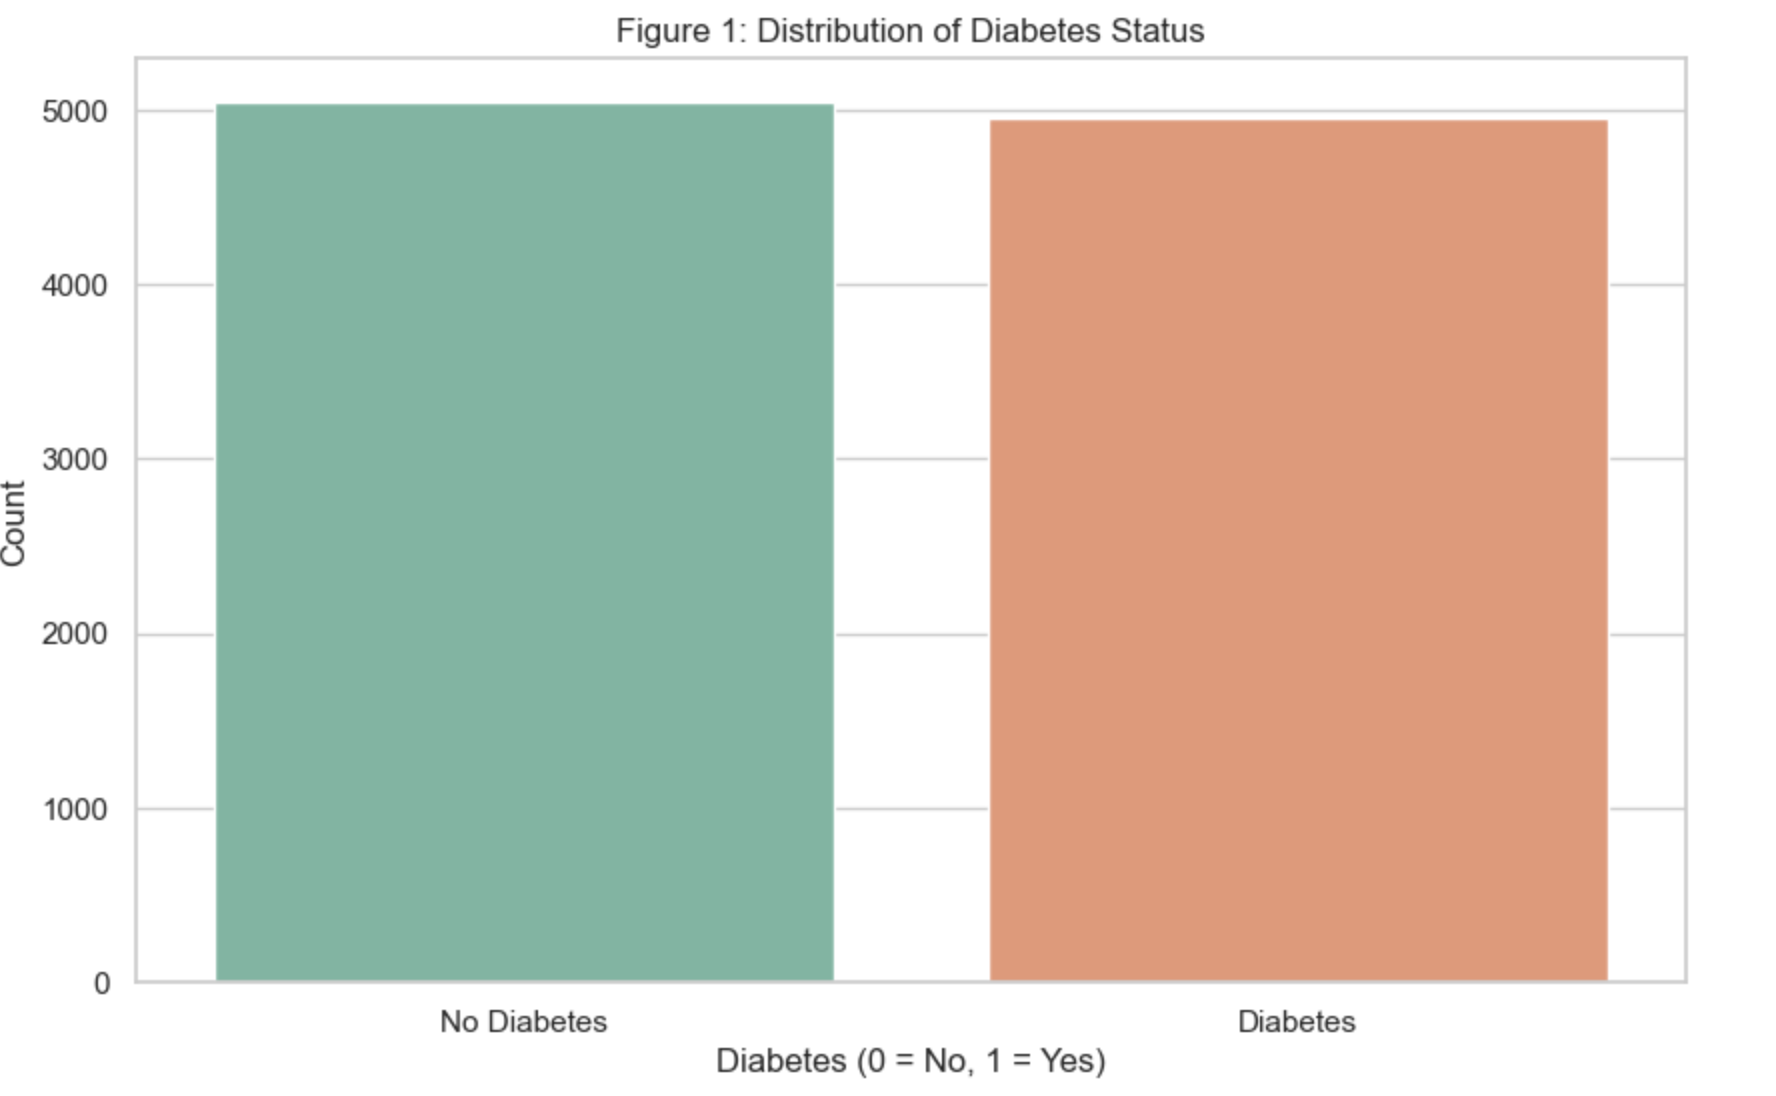 Figure 1: Distribution of Diabetes Status
5000
4000
3000
2000
1000
0
Count
No Diabetes
Diabetes
Diabetes (0 = No, 1 = Yes)